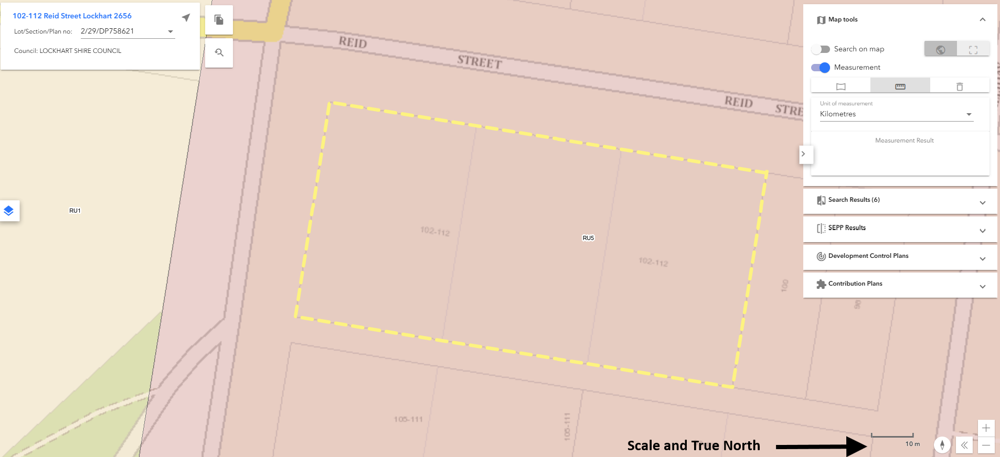 102-112 Reid Street Lockhart 2656
Lot/Section/Plan no: 2/29/DP758621
Council: LOCKHART SHIRE COUNCIL
REID
STREET
REID
STRE
RU1
102-112
RU5
102-112
100
98
105-111
105-111
Map tools
Search on map
Measurement
Unit of measurement
Kilometres
Measurement Result
Search Results (6)
SEPP Results
Development Control Plans
Contribution Plans
Scale and True North
10 m